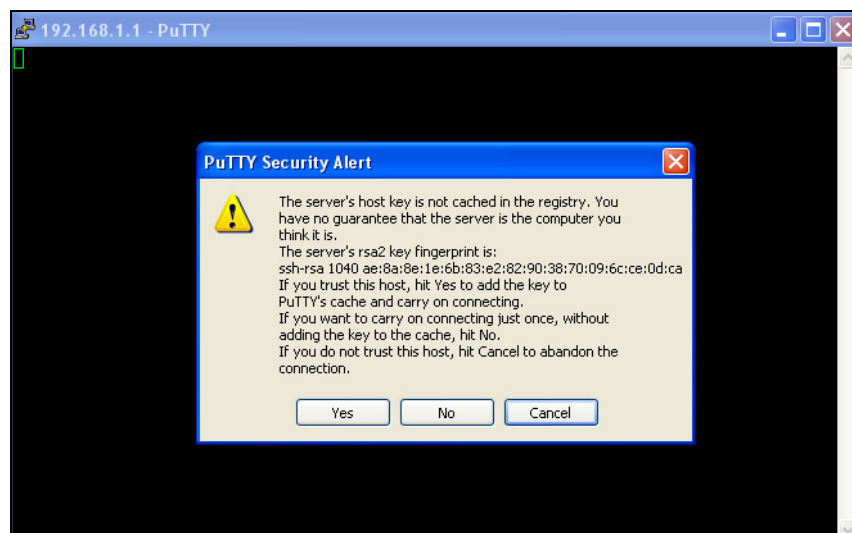 192.168.1.1 - PuTTY
PuTTY Security Alert
The server's host key is not cached in the registry. You
have no guarantee that the server is the computer you
think it is.
The server's rsa2 key fingerprint is:
ssh-rsa 1040 ae:8a:8e:1e:6b:83:e2:82:90:38:70:09:6c:ce:0d:ca
If you trust this host, hit Yes to add the key to
PuTTY's cache and carry on connecting.
If you want to carry on connecting just once, without
adding the key to the cache, hit No.
If you do not trust this host, hit Cancel to abandon the
connection.
Yes No Cancel